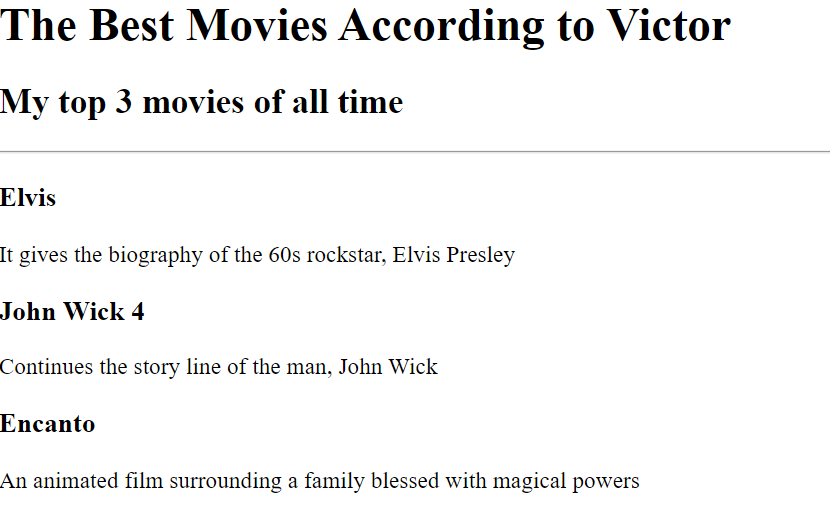 The Best Movies According to Victor
My top 3 movies of all time
Elvis
It gives the biography of the 60s rockstar, Elvis Presley
John Wick 4
Continues the story line of the man, John Wick
Encanto
An animated film surrounding a family blessed with magical powers